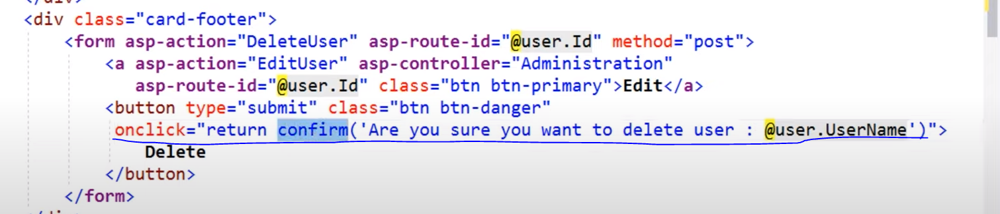 </div>
<div class="card-footer">
<form asp-action="DeleteUser" asp-route-id="@user.Id" method="post">
<a asp-action="EditUser" asp-controller="Administration"
asp-route-id="@user.Id" class="btn btn-primary">Edit</a>
<button type="submit" class="btn btn-danger"
onclick="return confirm('Are you sure you want to delete user : @user.UserName')">
Delete
</button>
</form>